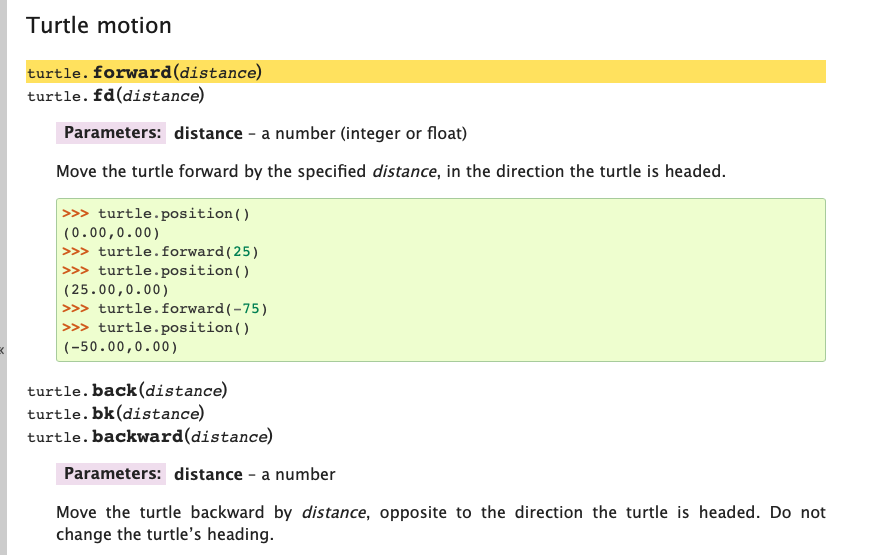 Turtle motion
turtle.forward(distance)
turtle.fd(distance)
Parameters: distance – a number (integer or float)
Move the turtle forward by the specified distance, in the direction the turtle is headed.
>>> turtle.position()
(0.00,0.00)
>>> turtle.forward(25)
>>> turtle.position()
(25.00,0.00)
>>> turtle.forward(-75)
>>> turtle.position()
(-50.00,0.00)
turtle.back(distance)
turtle.bk(distance)
turtle.backward(distance)
Parameters: distance – a number
Move the turtle backward by distance, opposite to the direction the turtle is headed. Do not
change the turtle’s heading.